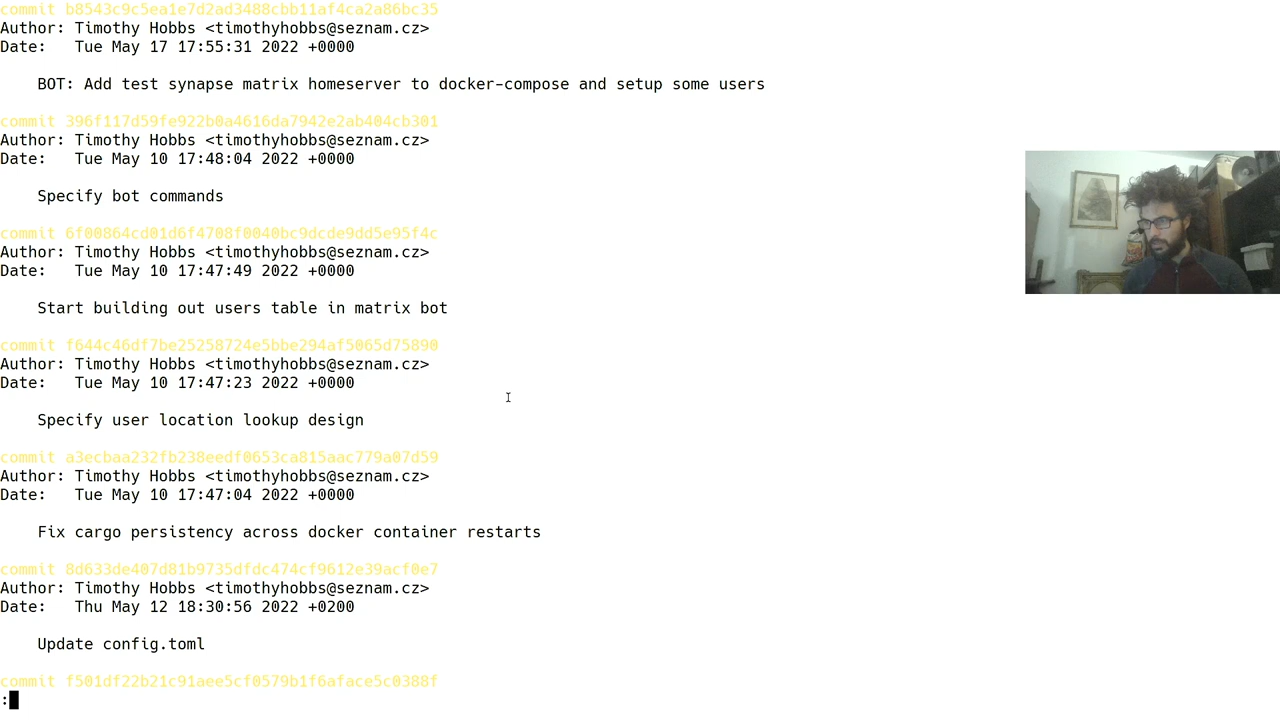 commit b8543c9c5ea1e7d2ad3488cbb11af4ca2a86bc35
Author: Timothy Hobbs <timothyhobbs@seznam.cz>
Date:   Tue May 17 17:55:31 2022 +0000
BOT: Add test synapse matrix homeserver to docker-compose and setup some users
commit 396f117d59fe922b0a4616da7942e2ab404cb301
Author: Timothy Hobbs <timothyhobbs@seznam.cz>
Date:   Tue May 10 17:48:04 2022 +0000
Specify bot commands
commit 6f00864cd01d6f4708f0040bc9dcde9dd5e95f4c
Author: Timothy Hobbs <timothyhobbs@seznam.cz>
Date:   Tue May 10 17:47:49 2022 +0000
Start building out users table in matrix bot
commit f644c46df7be25258724e5bbe294af5065d75890
Author: Timothy Hobbs <timothyhobbs@seznam.cz>
Date:   Tue May 10 17:47:23 2022 +0000
Specify user location lookup design
commit a3ecbaa232fb238eedf0653ca815aac779a07d59
Author: Timothy Hobbs <timothyhobbs@seznam.cz>
Date:   Tue May 10 17:47:04 2022 +0000
Fix cargo persistency across docker container restarts
commit 8d633de407d81b9735dfdc474cf9612e39acf0e7
Author: Timothy Hobbs <timothyhobbs@seznam.cz>
Date:   Thu May 12 18:30:56 2022 +0200
Update config.toml
commit f501df22b21c91aee5cf0579b1f6aface5c0388f
: